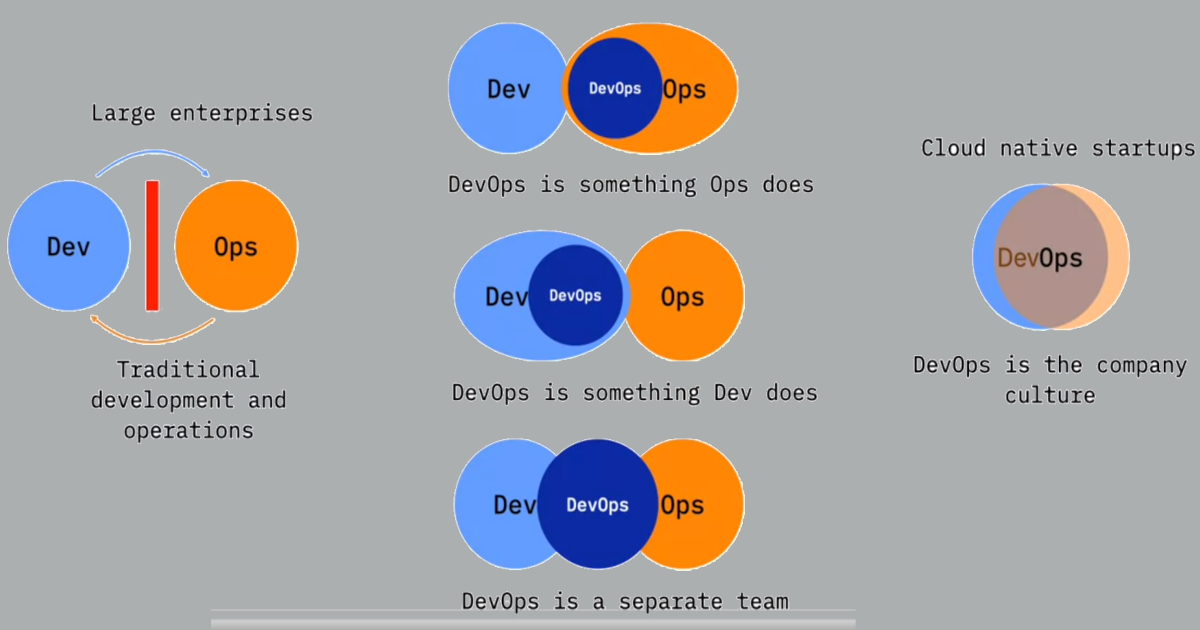 Large enterprises
Dev
Ops
Traditional
development and
operations
Dev
DevOps
Ops
DevOps is something Ops does
Dev
DevOps
Ops
DevOps is something Dev does
Dev
DevOps
Ops
DevOps is a separate team
Cloud native startups
DevOps
DevOps is the company
culture